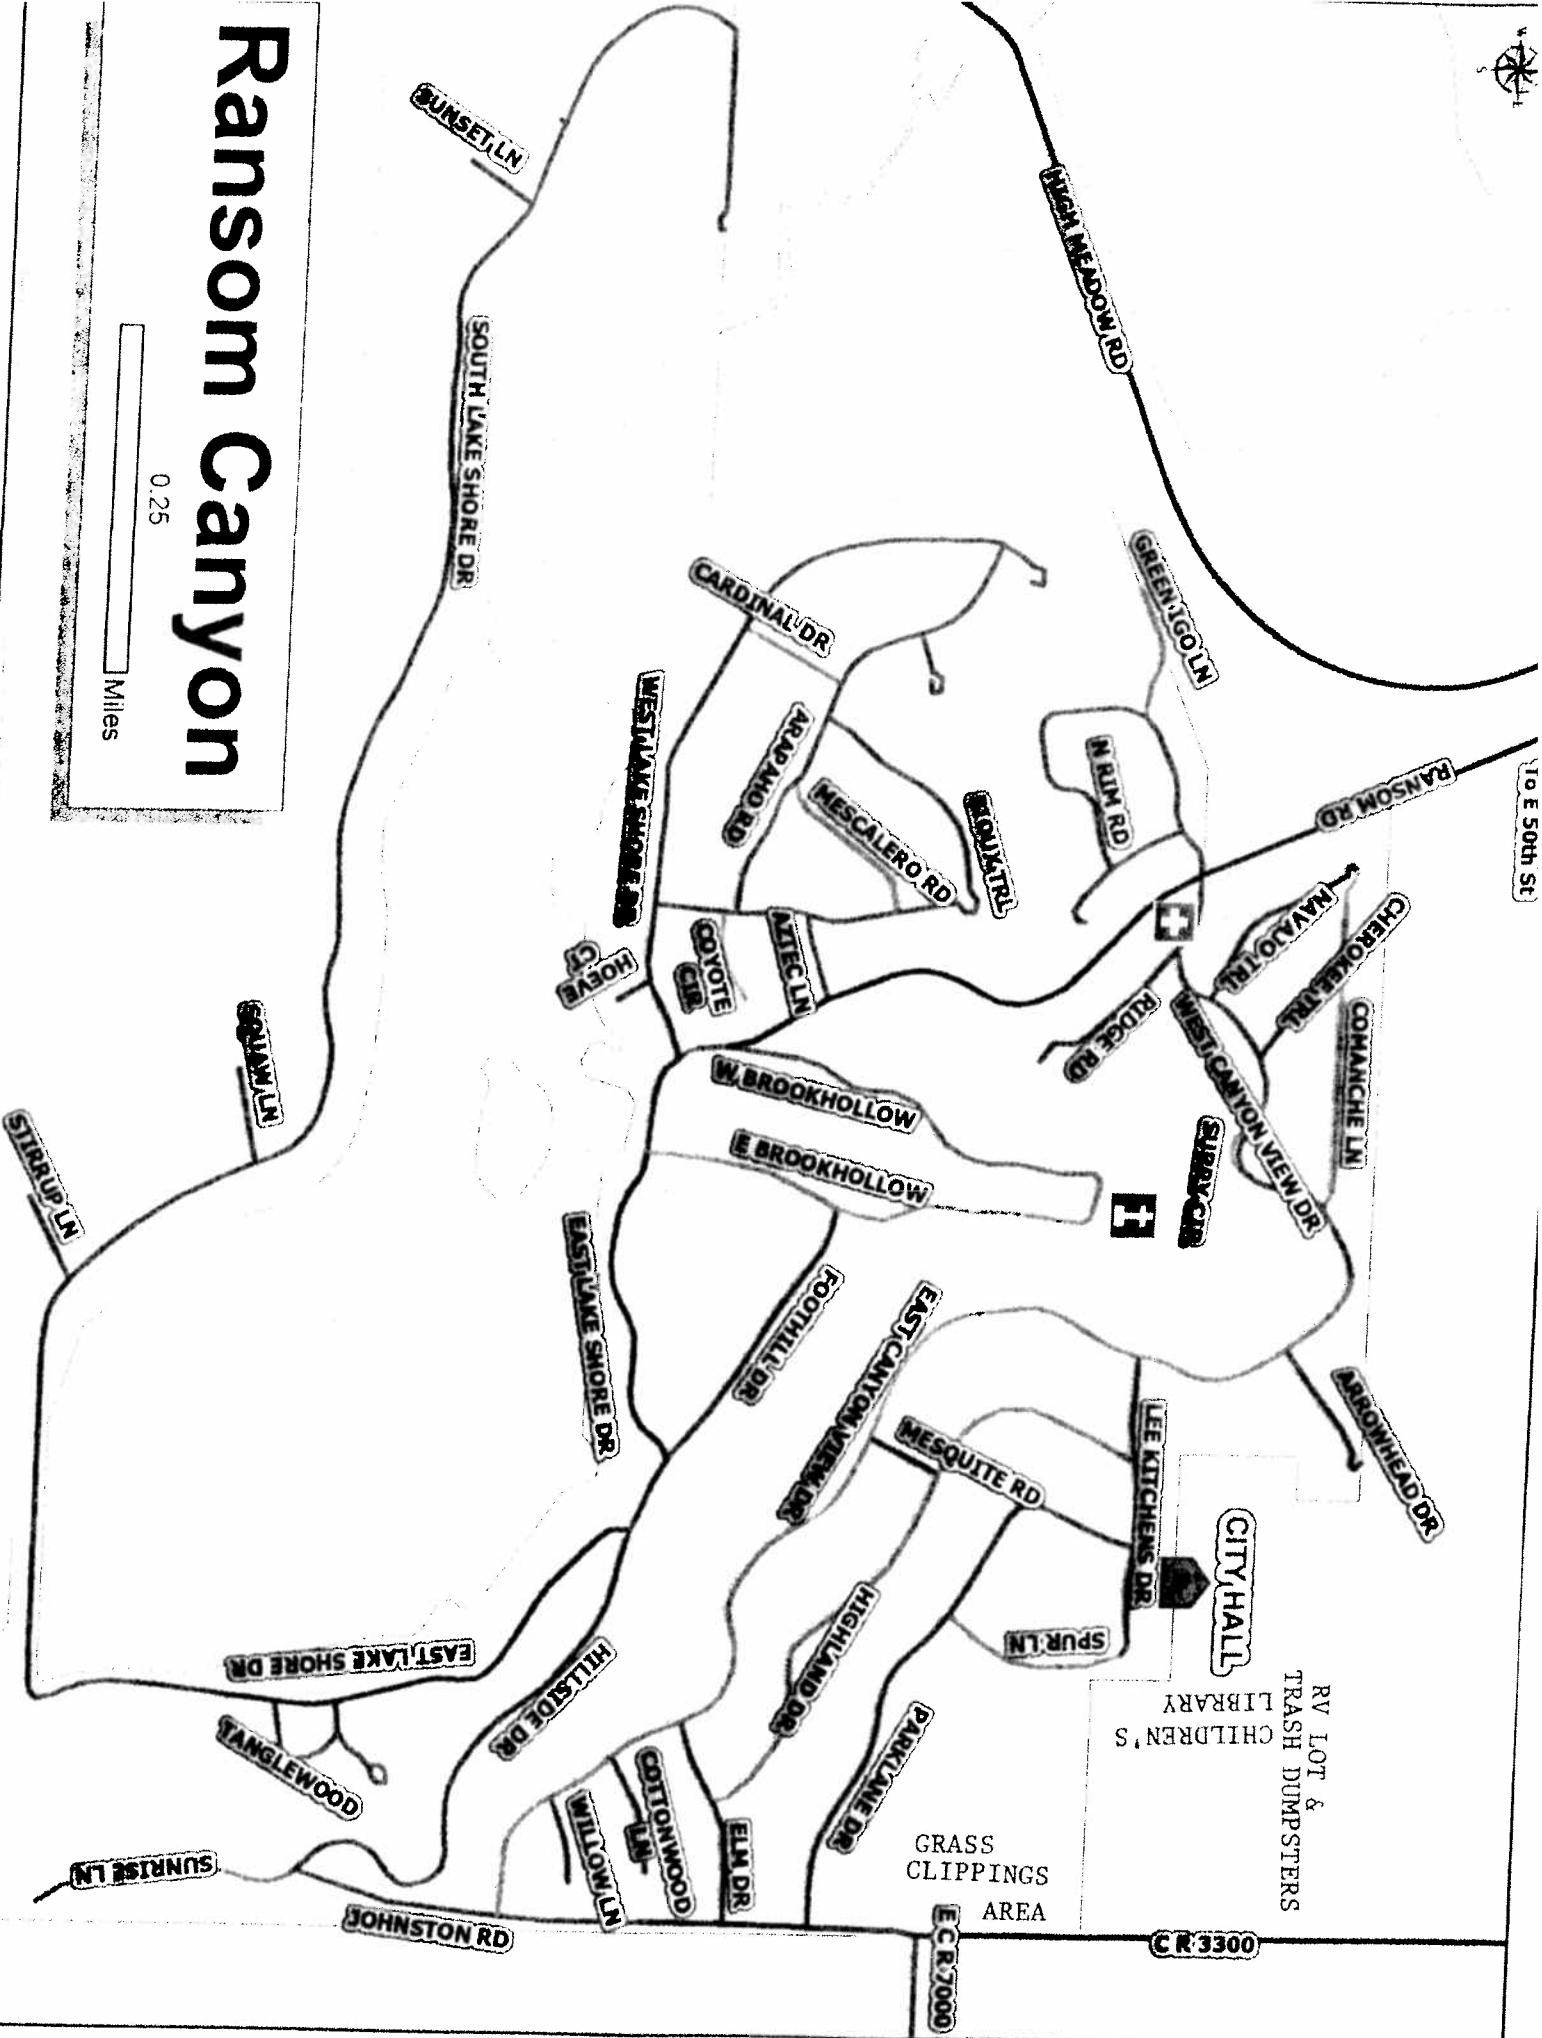 Ransom Canyon
0.25
Miles
W
S
E
To E 50th St
HIGH MEADOW RD
SUNSET LN
SOUTH LAKE SHORE DR
GREEN IGO LN
CARDINAL DR
N RIM RD
RANSOM RD
ARAPAHO RD
MESCALERO RD
SIOUX TRL
WEST LAKE SHORE DR
NAVAJO TRL
CHEROKEE TRL
COMANCHE LN
AZTEC LN
COYOTE
CIR
HOEVE
CT
RIDGE RD
WEST CANYON VIEW DR
SQUAW LN
STIRRUP LN
W BROOKHOLLOW
E BROOKHOLLOW
SURRY CIR
EAST LAKE SHORE DR
FOOTHILL DR
EAST CANYON VIEW DR
MESQUITE RD
LEE KITCHENS DR
ARROWHEAD DR
CITY HALL
HIGHLAND DR
SPUR LN
EAST LAKE SHORE DR
HILLSIDE DR
PARKLANE DR
CHILDREN'S
LIBRARY
RV LOT &
TRASH DUMPSTERS
TANGLEWOOD
COTTONWOOD
LN
WILLOW LN
ELM DR
GRASS
CLIPPINGS
AREA
SUNRISE LN
JOHNSTON RD
E C R 7000
C R 3300